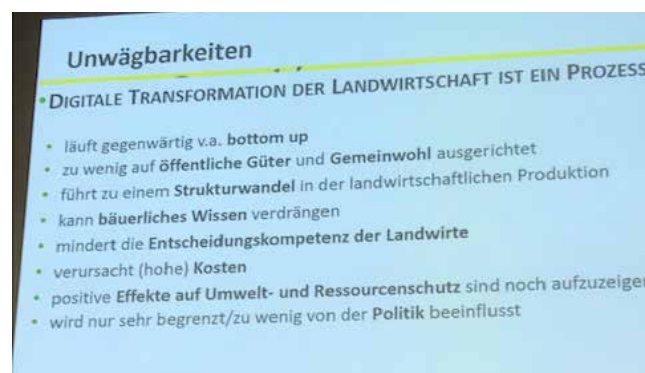 Unwägbarkeiten
• DIGITALE TRANSFORMATION DER LANDWIRTSCHAFT IST EIN PROZESS
• läuft gegenwärtig v.a. bottom up
• zu wenig auf öffentliche Güter und Gemeinwohl ausgerichtet
• führt zu einem Strukturwandel in der landwirtschaftlichen Produktion
• kann bäuerliches Wissen verdrängen
• mindert die Entscheidungskompetenz der Landwirte
• verursacht (hohe) Kosten
• positive Effekte auf Umwelt- und Ressourcenschutz sind noch aufzuzeigen
• wird nur sehr begrenzt/zu wenig von der Politik beeinflusst